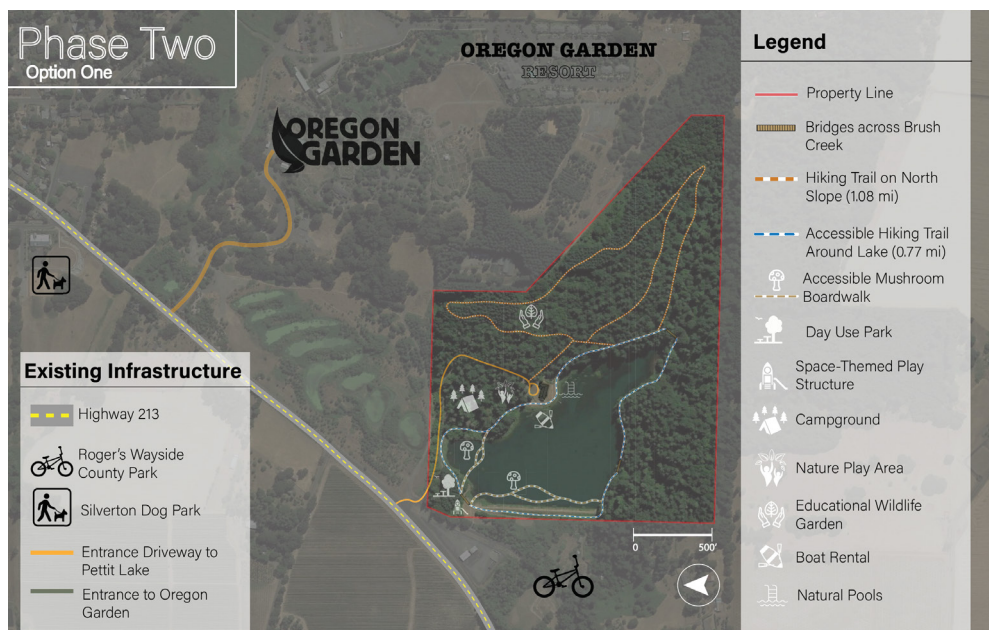 Phase Two
Option One
OREGON GARDEN
RESORT
OREGON
GARDEN
Existing Infrastructure
Highway 213
Roger's Wayside
County Park
Silverton Dog Park
Entrance Driveway to
Pettit Lake
Entrance to Oregon
Garden
0 500'
Legend
Property Line
Bridges across Brush
Creek
Hiking Trail on North
Slope (1.08 mi)
Accessible Hiking Trail
Around Lake (0.77 mi)
Accessible Mushroom
Boardwalk
Day Use Park
Space-Themed Play
Structure
Campground
Nature Play Area
Educational Wildlife
Garden
Boat Rental
Natural Pools